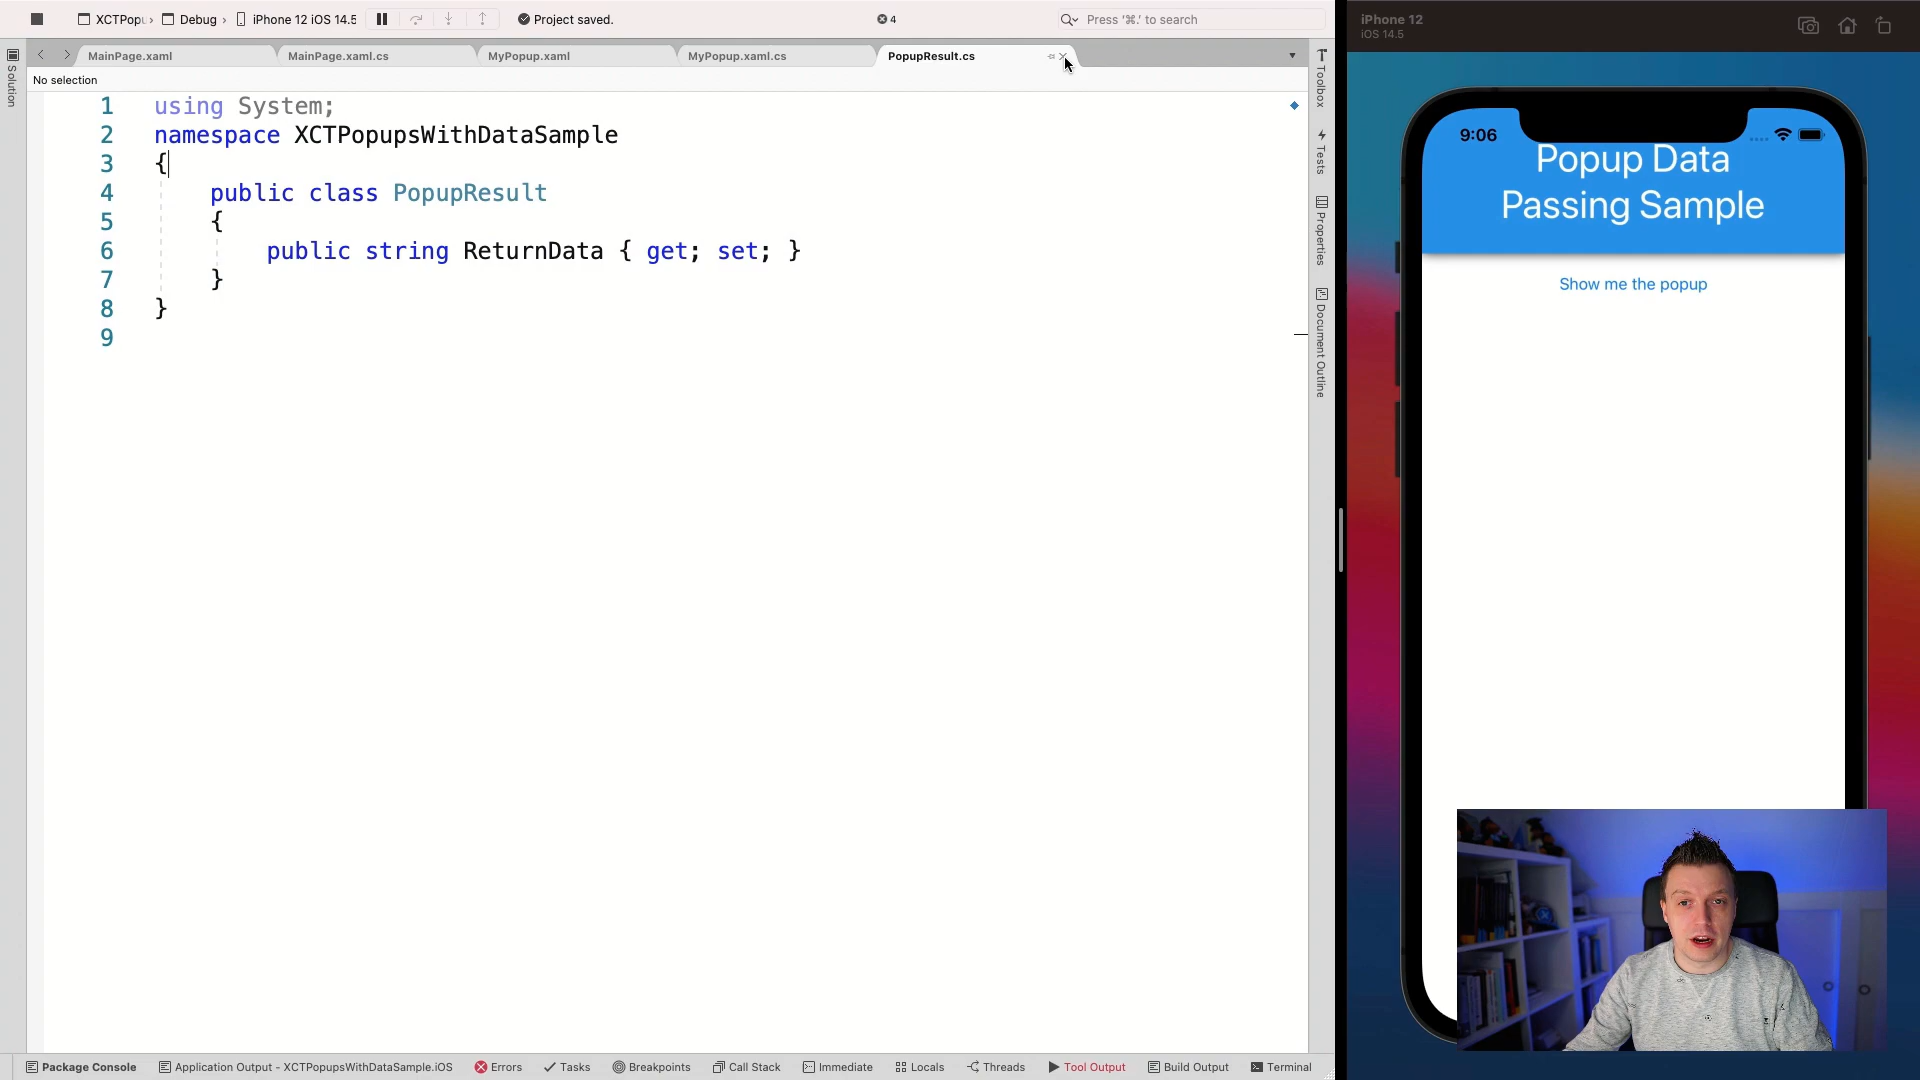 XCTPopu
Debug
iPhone 12 iOS 14.5
Project saved.
4
Press '⌘.' to search
MainPage.xaml
MainPage.xaml.cs
MyPopup.xaml
MyPopup.xaml.cs
PopupResult.cs
No selection
Solution
1 using System;
2 namespace XCTPopupsWithDataSample
3 {
4 public class PopupResult
5 {
6 public string ReturnData { get; set; }
7 }
8 }
9
Toolbox
Tests
Properties
Document Outline
Package Console
Application Output - XCTPopupsWithDataSample.iOS
Errors
Tasks
Breakpoints
Call Stack
Immediate
Locals
Threads
Tool Output
Build Output
Terminal
iPhone 12
iOS 14.5
9:06
Popup Data
Passing Sample
Show me the popup